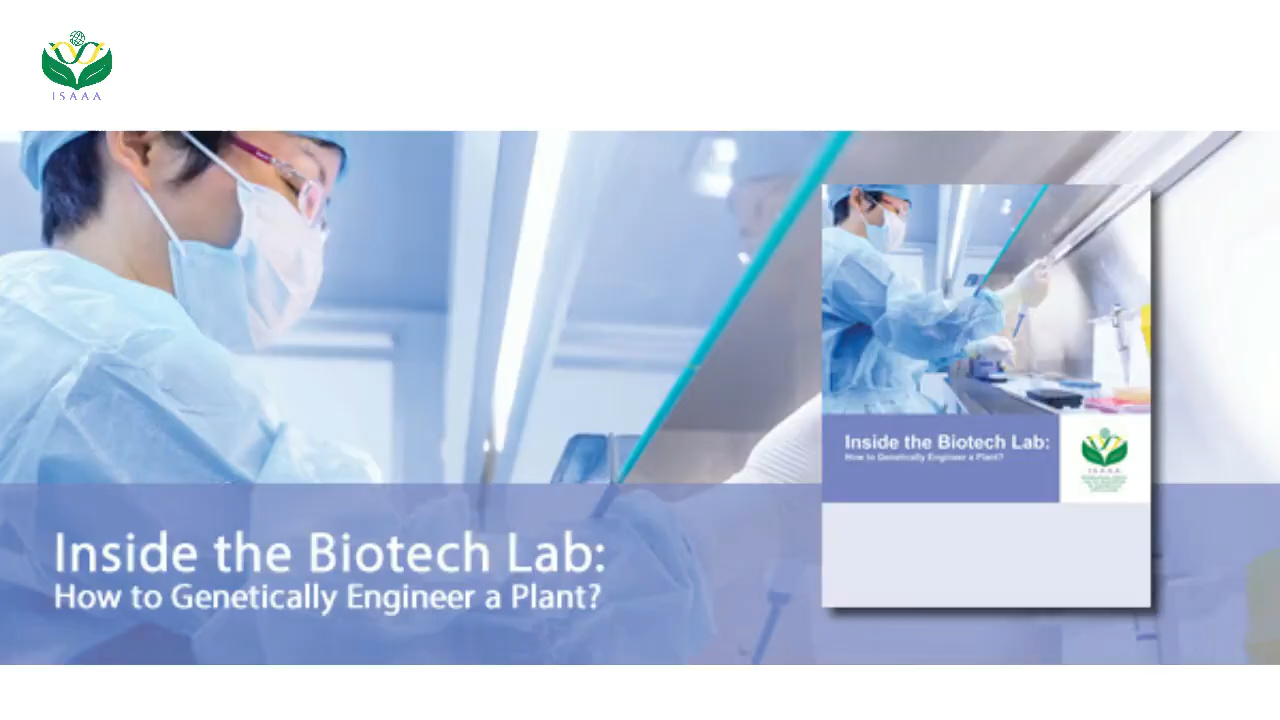 ISAAA
Inside the Biotech Lab:
How to Genetically Engineer a Plant?
Inside the Biotech Lab:
How to Genetically Engineer a Plant?
ISAAA